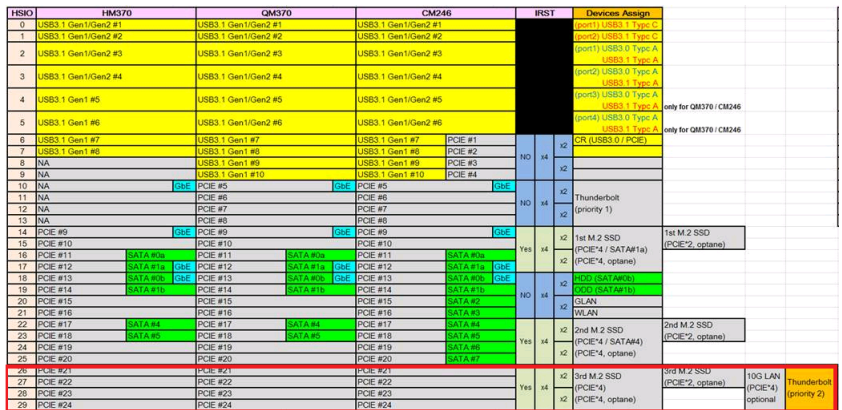 HSIO HM370 QM370 CM246 IRST Devices Assign
0 USB3.1 Gen1/Gen2 #1 USB3.1 Gen1/Gen2 #1 USB3.1 Gen1/Gen2 #1 (port1) USB3.1 Typc C
1 USB3.1 Gen1/Gen2 #2 USB3.1 Gen1/Gen2 #2 USB3.1 Gen1/Gen2 #2 (port2) USB3.1 Typc C
2 USB3.1 Gen1/Gen2 #3 USB3.1 Gen1/Gen2 #3 USB3.1 Gen1/Gen2 #3 (port1) USB3.0 Typc A
USB3.1 Typc A
3 USB3.1 Gen1/Gen2 #4 USB3.1 Gen1/Gen2 #4 USB3.1 Gen1/Gen2 #4 (port2) USB3.0 Typc A
USB3.1 Typc A
4 USB3.1 Gen1 #5 USB3.1 Gen1/Gen2 #5 USB3.1 Gen1/Gen2 #5 (port3) USB3.0 Typc A
USB3.1 Typc A only for QM370 / CM246
5 USB3.1 Gen1 #6 USB3.1 Gen1/Gen2 #6 USB3.1 Gen1/Gen2 #6 (port4) USB3.0 Typc A
USB3.1 Typc A only for QM370 / CM246
6 USB3.1 Gen1 #7 USB3.1 Gen1 #7 USB3.1 Gen1 #7 PCIE #1 NO x4 x2 CR (USB3.0 / PCIE)
7 USB3.1 Gen1 #8 USB3.1 Gen1 #8 USB3.1 Gen1 #8 PCIE #2
8 NA USB3.1 Gen1 #9 USB3.1 Gen1 #9 PCIE #3 x2
9 NA USB3.1 Gen1 #10 USB3.1 Gen1 #10 PCIE #4
10 NA GbE PCIE #5 GbE PCIE #5 GbE NO x4 x2 Thunderbolt
11 NA PCIE #6 PCIE #6 (priority 1)
12 NA PCIE #7 PCIE #7 x2
13 NA PCIE #8 PCIE #8
14 PCIE #9 GbE PCIE #9 GbE PCIE #9 GbE Yes x4 x2 1st M.2 SSD 1st M.2 SSD
15 PCIE #10 PCIE #10 PCIE #10 (PCIE*4 / SATA#1a) (PCIE*2, optane)
16 PCIE #11 SATA #0a PCIE #11 SATA #0a PCIE #11 SATA #0a x2 (PCIE*4, optane)
17 PCIE #12 SATA #1a GbE PCIE #12 SATA #1a GbE PCIE #12 SATA #1a GbE
18 PCIE #13 SATA #0b GbE PCIE #13 SATA #0b GbE PCIE #13 SATA #0b GbE NO x4 x2 HDD (SATA#0b)
19 PCIE #14 SATA #1b PCIE #14 SATA #1b PCIE #14 SATA #1b ODD (SATA#1b)
20 PCIE #15 PCIE #15 PCIE #15 SATA #2 x2 GLAN
21 PCIE #16 PCIE #16 PCIE #16 SATA #3 WLAN
22 PCIE #17 SATA #4 PCIE #17 SATA #4 PCIE #17 SATA #4 Yes x4 x2 2nd M.2 SSD 2nd M.2 SSD
23 PCIE #18 SATA #5 PCIE #18 SATA #5 PCIE #18 SATA #5 (PCIE*4 / SATA#4) (PCIE*2, optane)
24 PCIE #19 PCIE #19 PCIE #19 SATA #6 x2 (PCIE*4, optane)
25 PCIE #20 PCIE #20 PCIE #20 SATA #7
26 PCIE #21 PCIE #21 PCIE #21 Yes x4 x2 3rd M.2 SSD 3rd M.2 SSD 10G LAN Thunderbolt
27 PCIE #22 PCIE #22 PCIE #22 (PCIE*4) (PCIE*2, optane) (PCIE*4) (priority 2)
28 PCIE #23 PCIE #23 PCIE #23 x2 (PCIE*4, optane) optional
29 PCIE #24 PCIE #24 PCIE #24